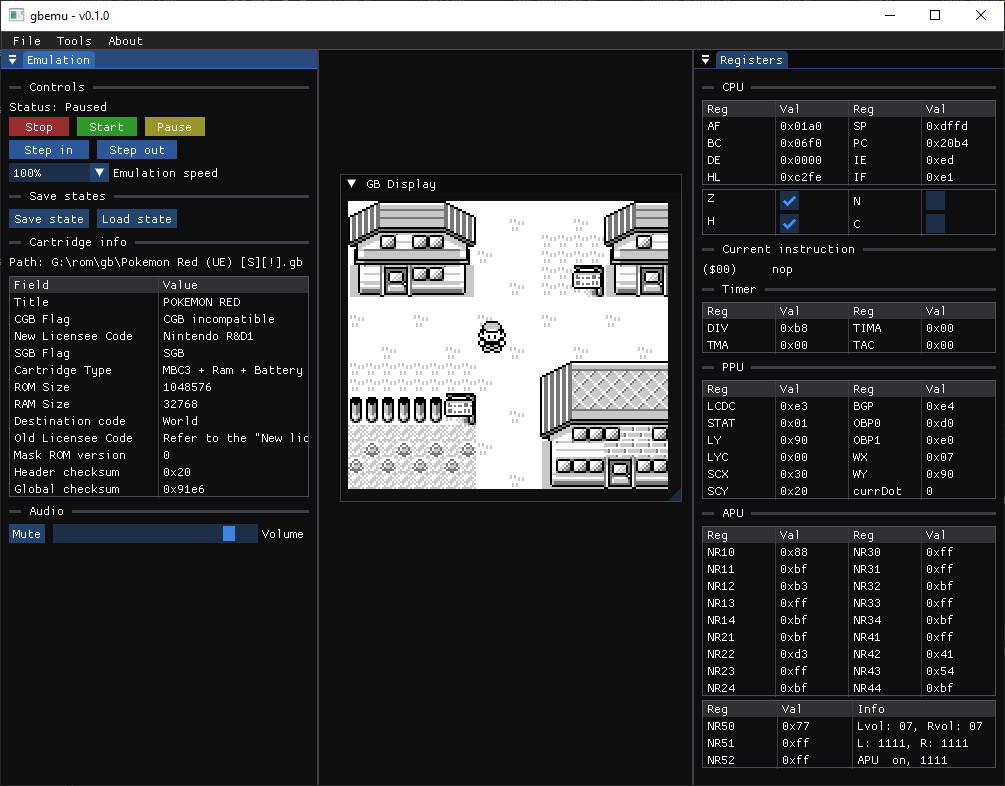 gbemu - v0.1.0
File Tools About
Emulation
Controls
Status: Paused
Stop Start Pause
Step in Step out
100% Emulation speed
Save states
Save state Load state
Cartridge info
Path: G:\rom\gb\Pokemon Red (UE) [S][!].gb
Field Value
Title POKEMON RED
CGB Flag CGB incompatible
New Licensee Code Nintendo R&D1
SGB Flag SGB
Cartridge Type MBC3 + Ram + Battery
ROM Size 1048576
RAM Size 32768
Destination code World
Old Licensee Code Refer to the "New lic
Mask ROM version 0
Header checksum 0x20
Global checksum 0x91e6
Audio
Mute Volume
GB Display
Registers
CPU
Reg Val Reg Val
AF 0x01a0 SP 0xdffd
BC 0x06f0 PC 0x20b4
DE 0x0000 IE 0xed
HL 0xc2fe IF 0xe1
Z N
H C
Current instruction
($00) nop
Timer
Reg Val Reg Val
DIV 0xb8 TIMA 0x00
TMA 0x00 TAC 0x00
PPU
Reg Val Reg Val
LCDC 0xe3 BGP 0xe4
STAT 0x01 OBP0 0xd0
LY 0x90 OBP1 0xe0
LYC 0x00 WX 0x07
SCX 0x30 WY 0x90
SCY 0x20 currDot 0
APU
Reg Val Reg Val
NR10 0x88 NR30 0xff
NR11 0xbf NR31 0xff
NR12 0xb3 NR32 0xbf
NR13 0xff NR33 0xff
NR14 0xbf NR34 0xbf
NR21 0xbf NR41 0xff
NR22 0xd3 NR42 0x41
NR23 0xff NR43 0x54
NR24 0xbf NR44 0xbf
Reg Val Info
NR50 0x77 Lvol: 07, Rvol: 07
NR51 0xff L: 1111, R: 1111
NR52 0xff APU on, 1111